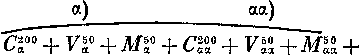 α) αα)
C_α^{200} + V_α^{50} + M_α^{50} + C_{αα}^{200} + V_{αα}^{50} + M_{αα}^{50} +